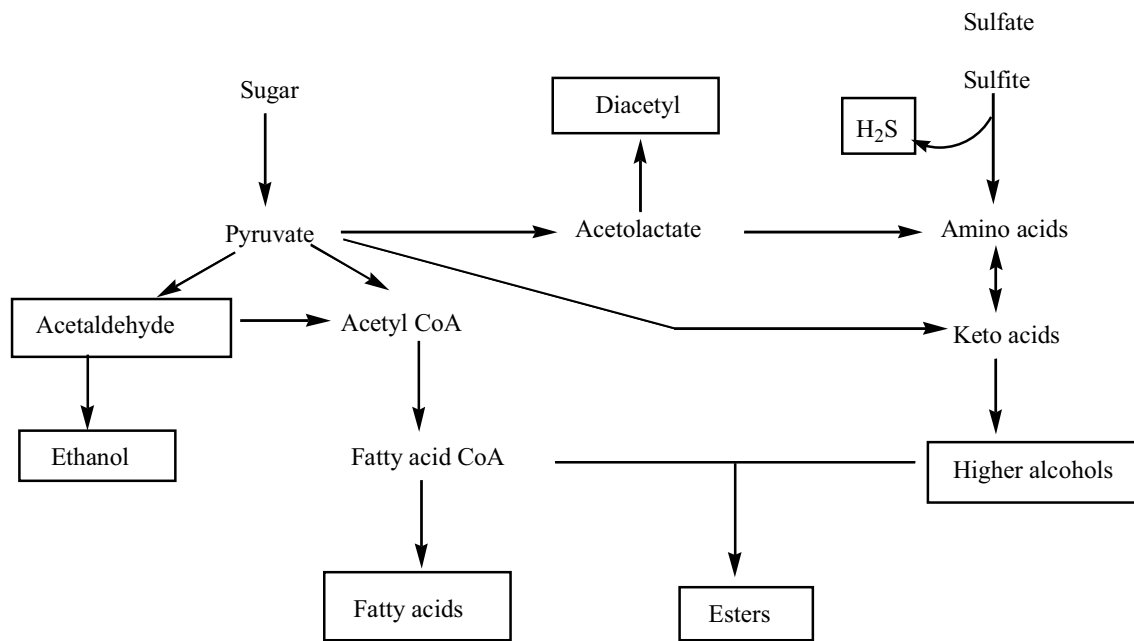 Sulfate
Sugar
Diacetyl
Sulfite
H₂S
Pyruvate
Acetolactate
Amino acids
Acetaldehyde
Acetyl CoA
Keto acids
Ethanol
Fatty acid CoA
Higher alcohols
Fatty acids
Esters